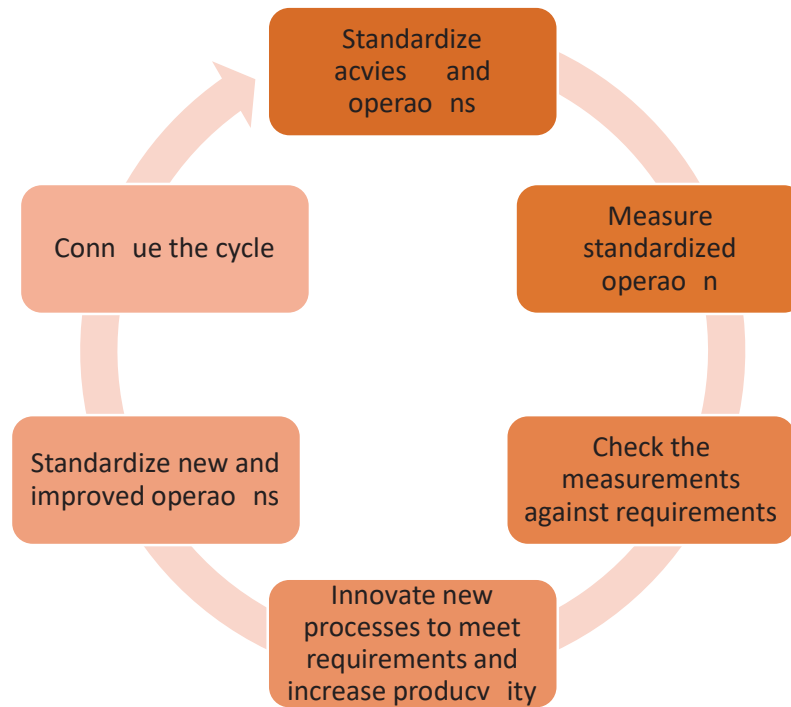 Standardize
acvies and
operao ns
Measure
standardized
operao n
Check the
measurements
against requirements
Innovate new
processes to meet
requirements and
increase producv ity
Standardize new and
improved operao ns
Conn ue the cycle